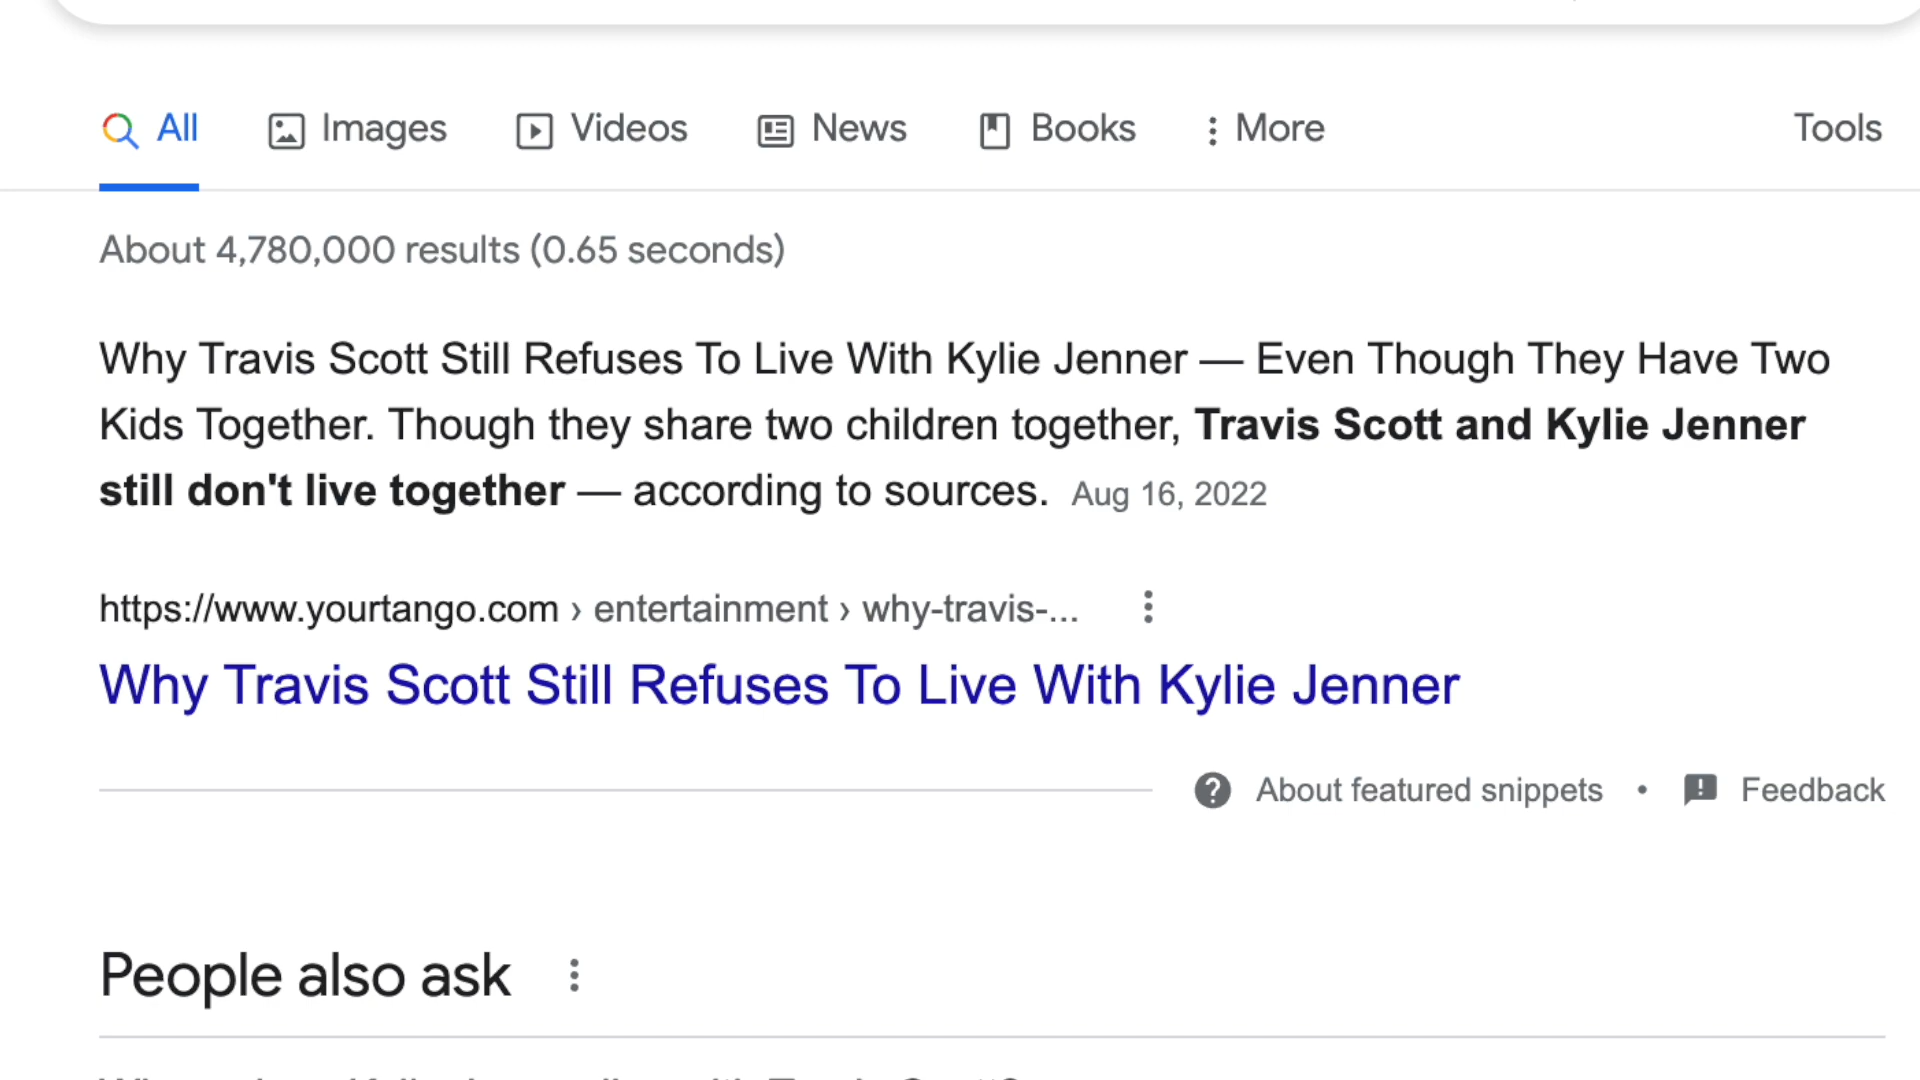 All Images Videos News Books More Tools
About 4,780,000 results (0.65 seconds)
Why Travis Scott Still Refuses To Live With Kylie Jenner — Even Though They Have Two
Kids Together. Though they share two children together, Travis Scott and Kylie Jenner
still don't live together — according to sources. Aug 16, 2022
https://www.yourtango.com › entertainment › why-travis-...
Why Travis Scott Still Refuses To Live With Kylie Jenner
About featured snippets • Feedback
People also ask